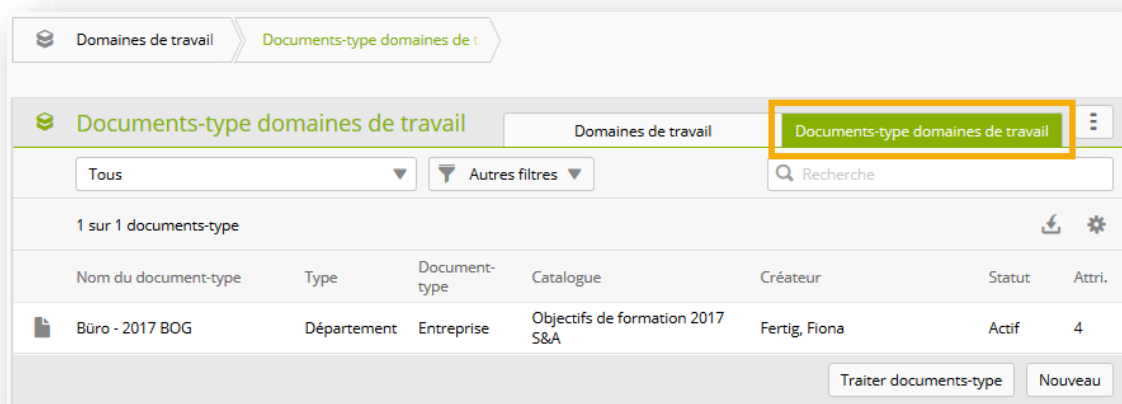 Domaines de travail Documents-type domaines de t
Documents-type domaines de travail Domaines de travail Documents-type domaines de travail
Tous Autres filtres Recherche
1 sur 1 documents-type
Nom du document-type Type Document-type Catalogue Créateur Statut Attri.
Büro - 2017 BOG Département Entreprise Objectifs de formation 2017 S&A Fertig, Fiona Actif 4
Traiter documents-type Nouveau